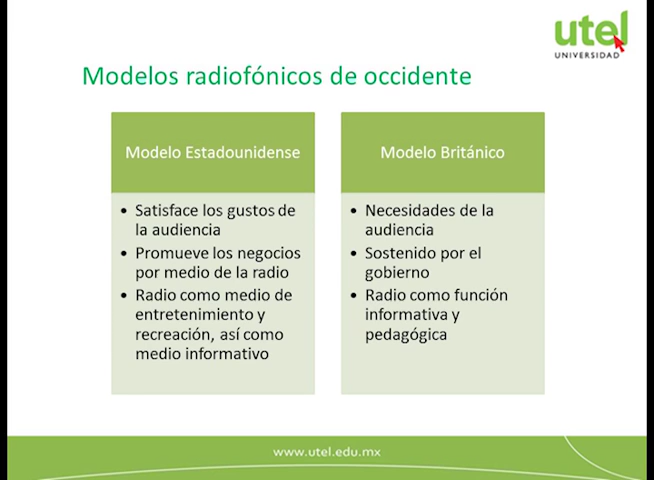 utel
UNIVERSIDAD
Modelos radiofónicos de occidente
Modelo Estadounidense
• Satisface los gustos de
la audiencia
• Promueve los negocios
por medio de la radio
• Radio como medio de
entretenimiento y
recreación, así como
medio informativo
Modelo Británico
• Necesidades de la
audiencia
• Sostenido por el
gobierno
• Radio como función
informativa y
pedagógica
www.utel.edu.mx